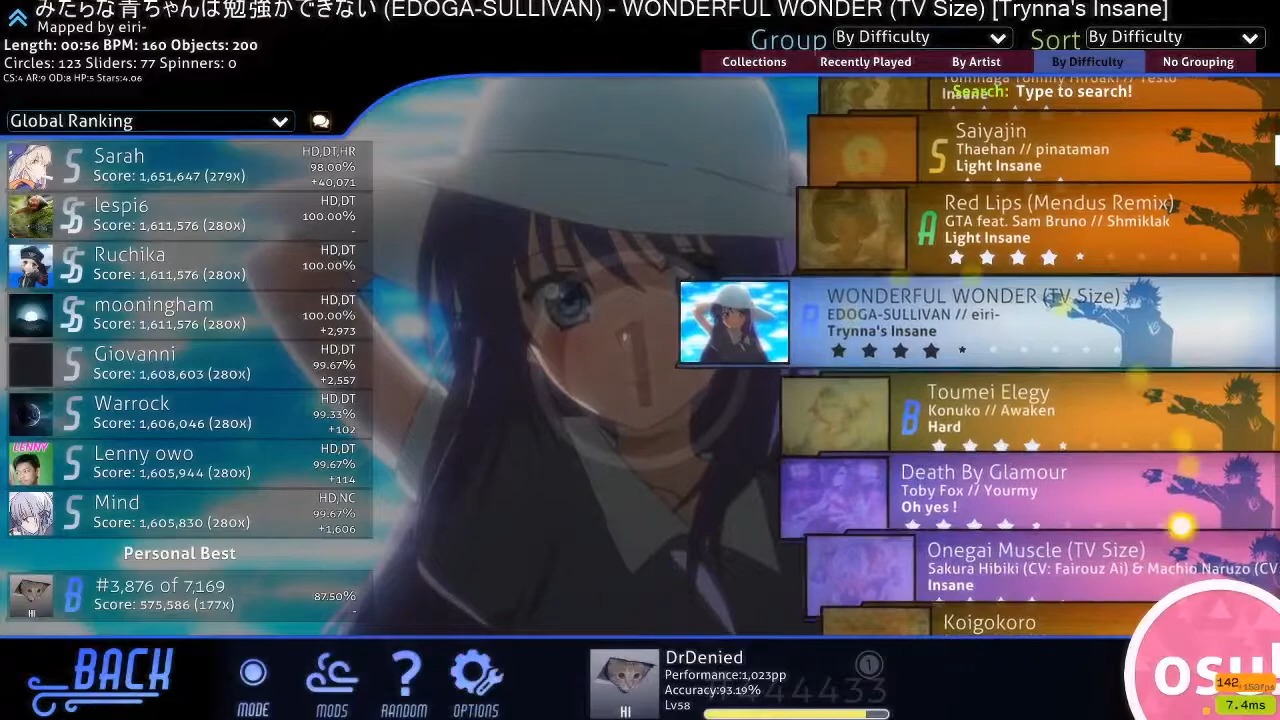 みたらな青ちゃんは勉強ができない (EDOGA-SULLIVAN) - WONDERFUL WONDER (TV Size) [Trynna's Insane]
Mapped by eiri-
Length: 00:56 BPM: 160 Objects: 200
Circles: 123 Sliders: 77 Spinners: 0
CS:4 AR:9 OD:8 HP:5 Stars:4.06
Group By Difficulty
Sort By Difficulty
Collections
Recently Played
By Artist
By Difficulty
No Grouping
Search: Type to search!
Global Ranking
S Sarah
Score: 1,651,647 (279x)
HD,DT,HR
98.00%
+40,071
S lespi6
Score: 1,611,576 (280x)
HD,DT
100.00%
-
S Ruchika
Score: 1,611,576 (280x)
HD,DT
100.00%
-
S mooningham
Score: 1,611,576 (280x)
HD,DT
100.00%
+2,973
S Giovanni
Score: 1,608,603 (280x)
HD,DT
99.67%
+2,557
S Warrock
Score: 1,606,046 (280x)
HD,DT
99.33%
+102
LENNY
S Lenny owo
Score: 1,605,944 (280x)
HD,DT
99.67%
+114
S Mind
Score: 1,605,830 (280x)
HD,NC
99.67%
+1,606
Personal Best
HI
B #3,876 of 7,169
Score: 575,586 (177x)
87.50%
-
Insane
S Saiyajin
Thaehan // pinataman
Light Insane
A Red Lips (Mendus Remix)
GTA feat. Sam Bruno // Shmiklak
Light Insane
B WONDERFUL WONDER (TV Size)
EDOGA-SULLIVAN // eiri-
Trynna's Insane
B Toumei Elegy
Konuko // Awaken
Hard
Death By Glamour
Toby Fox // Yourmy
Oh yes !
Onegai Muscle (TV Size)
Sakura Hibiki (CV: Fairouz Ai) & Machio Naruzo (CV
Insane
Koigokoro
BACK
MODE
MODS
RANDOM
OPTIONS
HI
DrDenied
Performance:1,023pp
Accuracy:93.19%
Lv58
1
44433
osu!
142
7.4ms